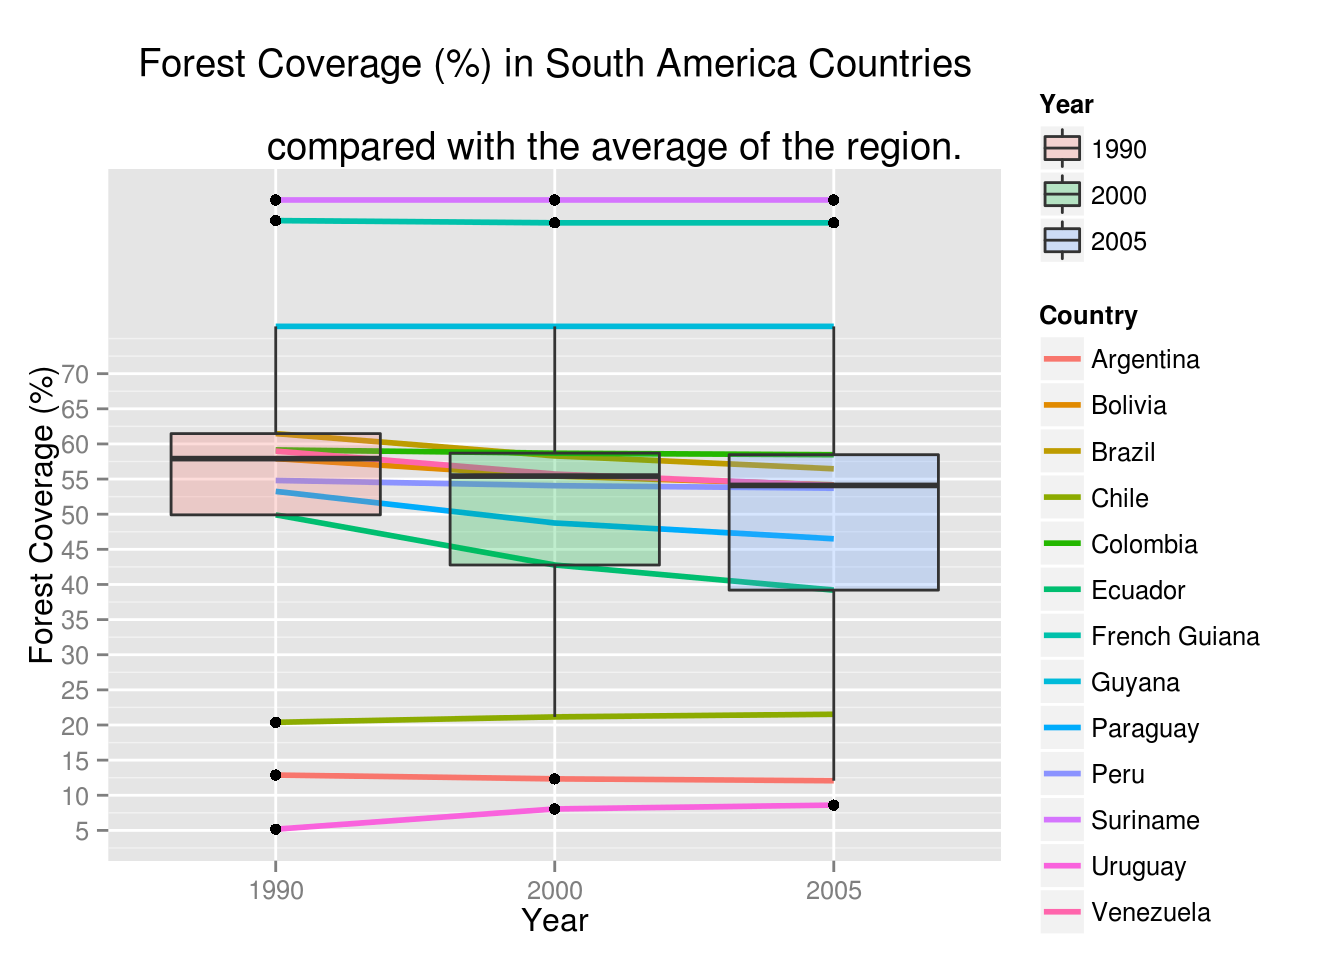 Forest Coverage (%) in South America Countries
compared with the average of the region.
Forest Coverage (%)
70
65
60
55
50
45
40
35
30
25
20
15
10
5
1990
2000
2005
Year
Year
1990
2000
2005
Country
Argentina
Bolivia
Brazil
Chile
Colombia
Ecuador
French Guiana
Guyana
Paraguay
Peru
Suriname
Uruguay
Venezuela